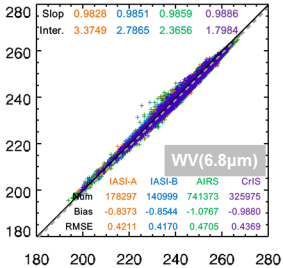 280
Slop 0.9828 0.9851 0.9859 0.9886
Inter. 3.3749 2.7865 2.3656 1.7984
260
240
220
WV(6.8μm)
IASI-A IASI-B AIRS CrIS
200
Num 178297 140999 741373 325975
Bias -0.8373 -0.8544 -1.0767 -0.9880
RMSE 0.4211 0.4170 0.4705 0.4369
180
180 200 220 240 260 280